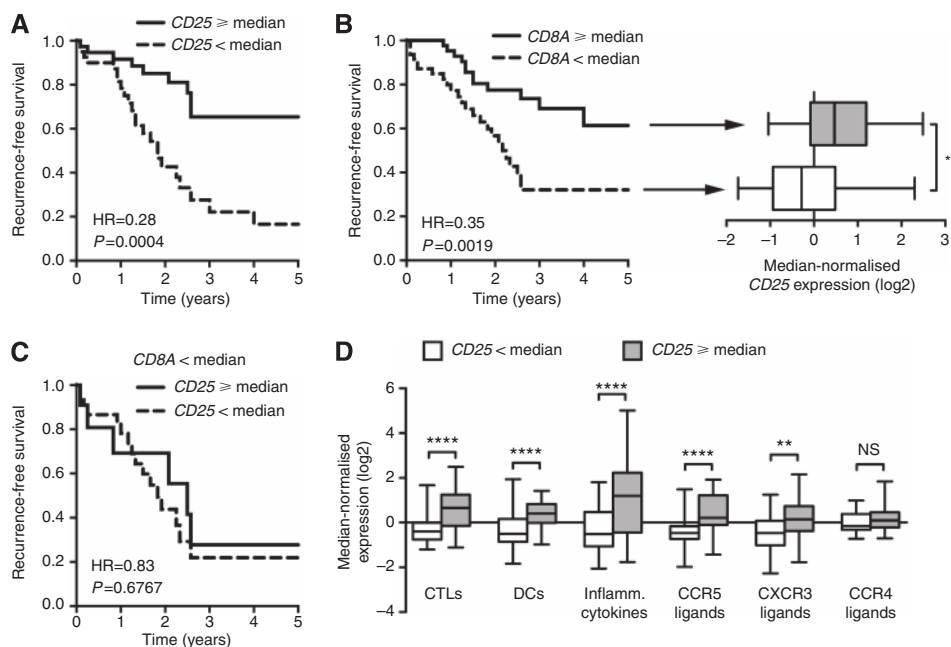 A
CD25 ⩾ median
CD25 < median
Recurrence-free survival
1.0
0.8
0.6
0.4
0.2
0.0
HR=0.28
P=0.0004
0 1 2 3 4 5
Time (years)
B
CD8A ⩾ median
CD8A < median
Recurrence-free survival
1.0
0.8
0.6
0.4
0.2
0.0
HR=0.35
P=0.0019
0 1 2 3 4 5
Time (years)
*
−2 −1 0 1 2 3
Median-normalised
CD25 expression (log2)
C
CD8A < median
CD25 ⩾ median
CD25 < median
Recurrence-free survival
1.0
0.8
0.6
0.4
0.2
0.0
HR=0.83
P=0.6767
0 1 2 3 4 5
Time (years)
D
CD25 < median
CD25 ⩾ median
Median-normalised
expression (log2)
6
4
2
0
−2
−4
**** **** **** **** ** NS
CTLs
DCs
Inflamm.
cytokines
CCR5
ligands
CXCR3
ligands
CCR4
ligands